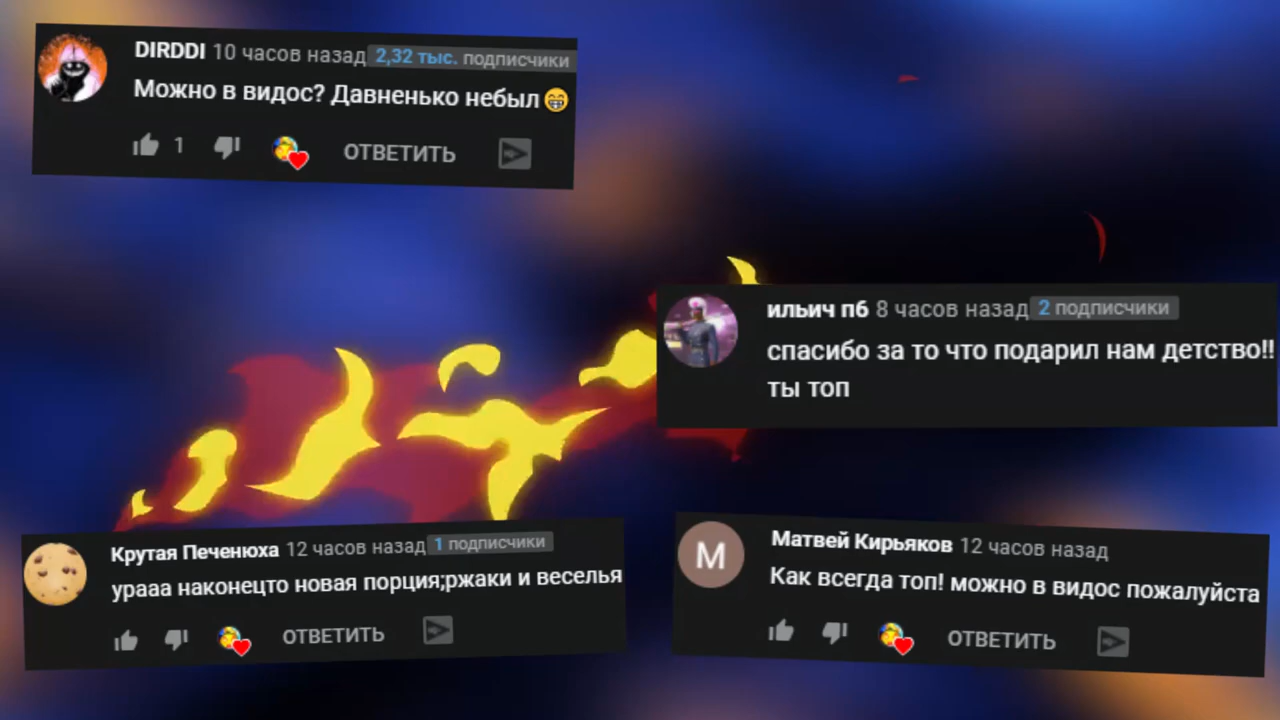 DIRDDI 10 часов назад 2,32 тыс. подписчики
Можно в видос? Давненько небыл😁
1 ОТВЕТИТЬ
ильич пб 8 часов назад 2 подписчики
спасибо за то что подарил нам детство!!
ты топ
Крутая Печенюха 12 часов назад 1 подписчики
урааа наконецто новая порция;ржаки и веселья
ОТВЕТИТЬ
М
Матвей Кирьяков 12 часов назад
Как всегда топ! можно в видос пожалуйста
ОТВЕТИТЬ